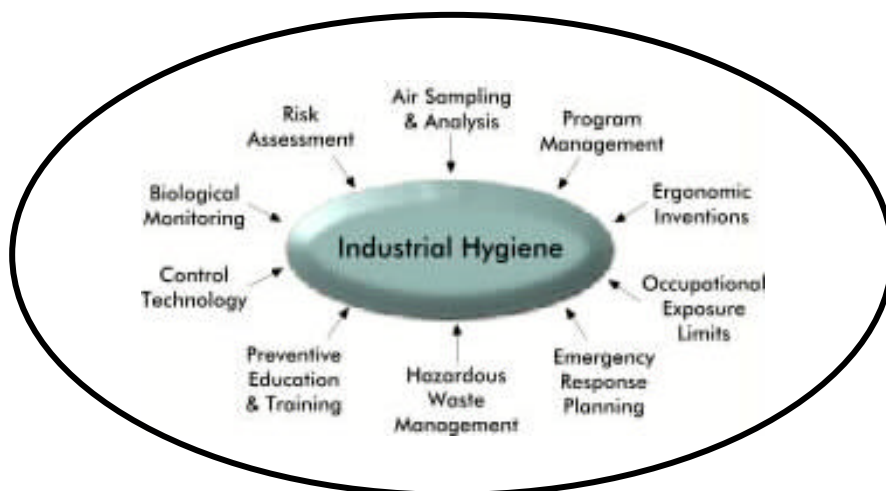 Air Sampling
& Analysis
Risk
Assessment
Program
Management
Biological
Monitoring
Ergonomic
Inventions
Industrial Hygiene
Control
Technology
Occupational
Exposure
Limits
Preventive
Education
& Training
Hazardous
Waste
Management
Emergency
Response
Planning